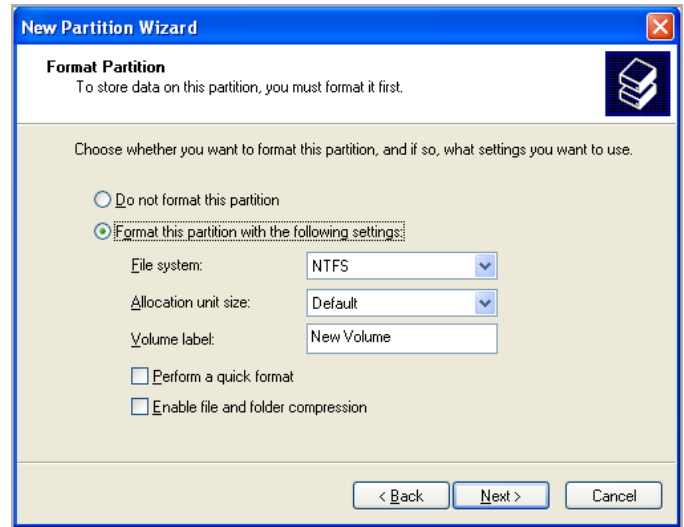 New Partition Wizard
Format Partition
To store data on this partition, you must format it first.
Choose whether you want to format this partition, and if so, what settings you want to use.
Do not format this partition
Format this partition with the following settings:
File system: NTFS
Allocation unit size: Default
Volume label: New Volume
Perform a quick format
Enable file and folder compression
< Back Next > Cancel